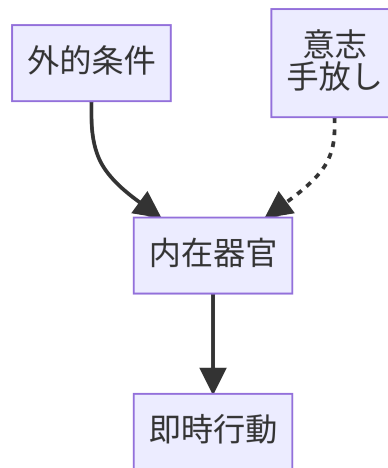 外的条件
意志
手放し
内在器官
即時行動